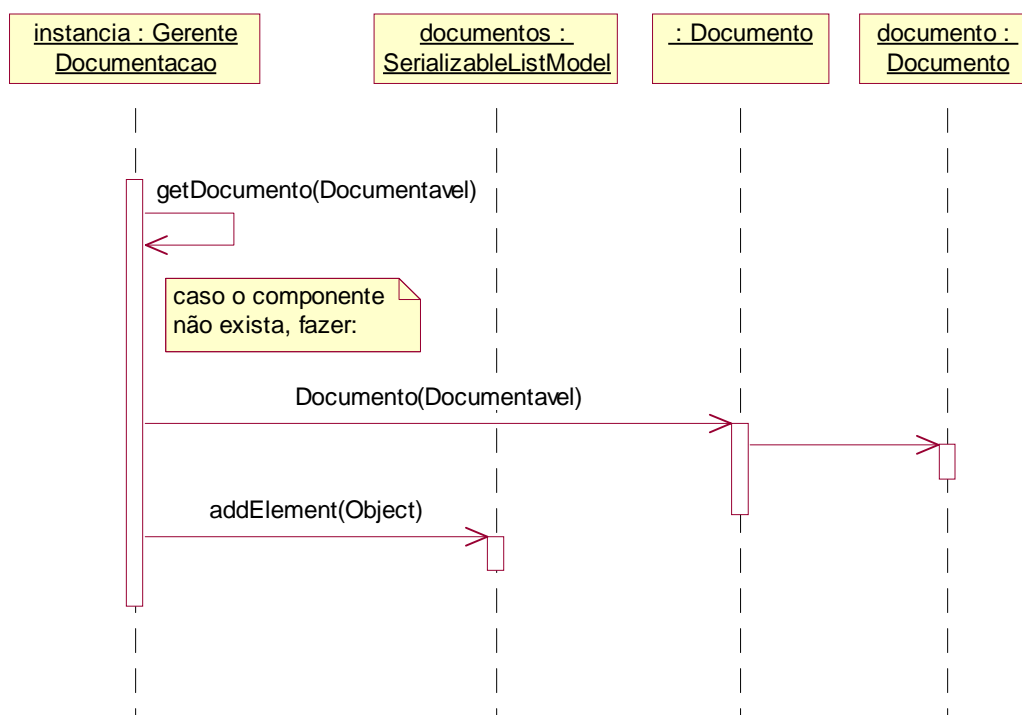 instancia : Gerente
Documentacao
documentos :
SerializableListModel
: Documento
documento :
Documento
getDocumento(Documentavel)
caso o componente
não exista, fazer:
Documento(Documentavel)
addElement(Object)